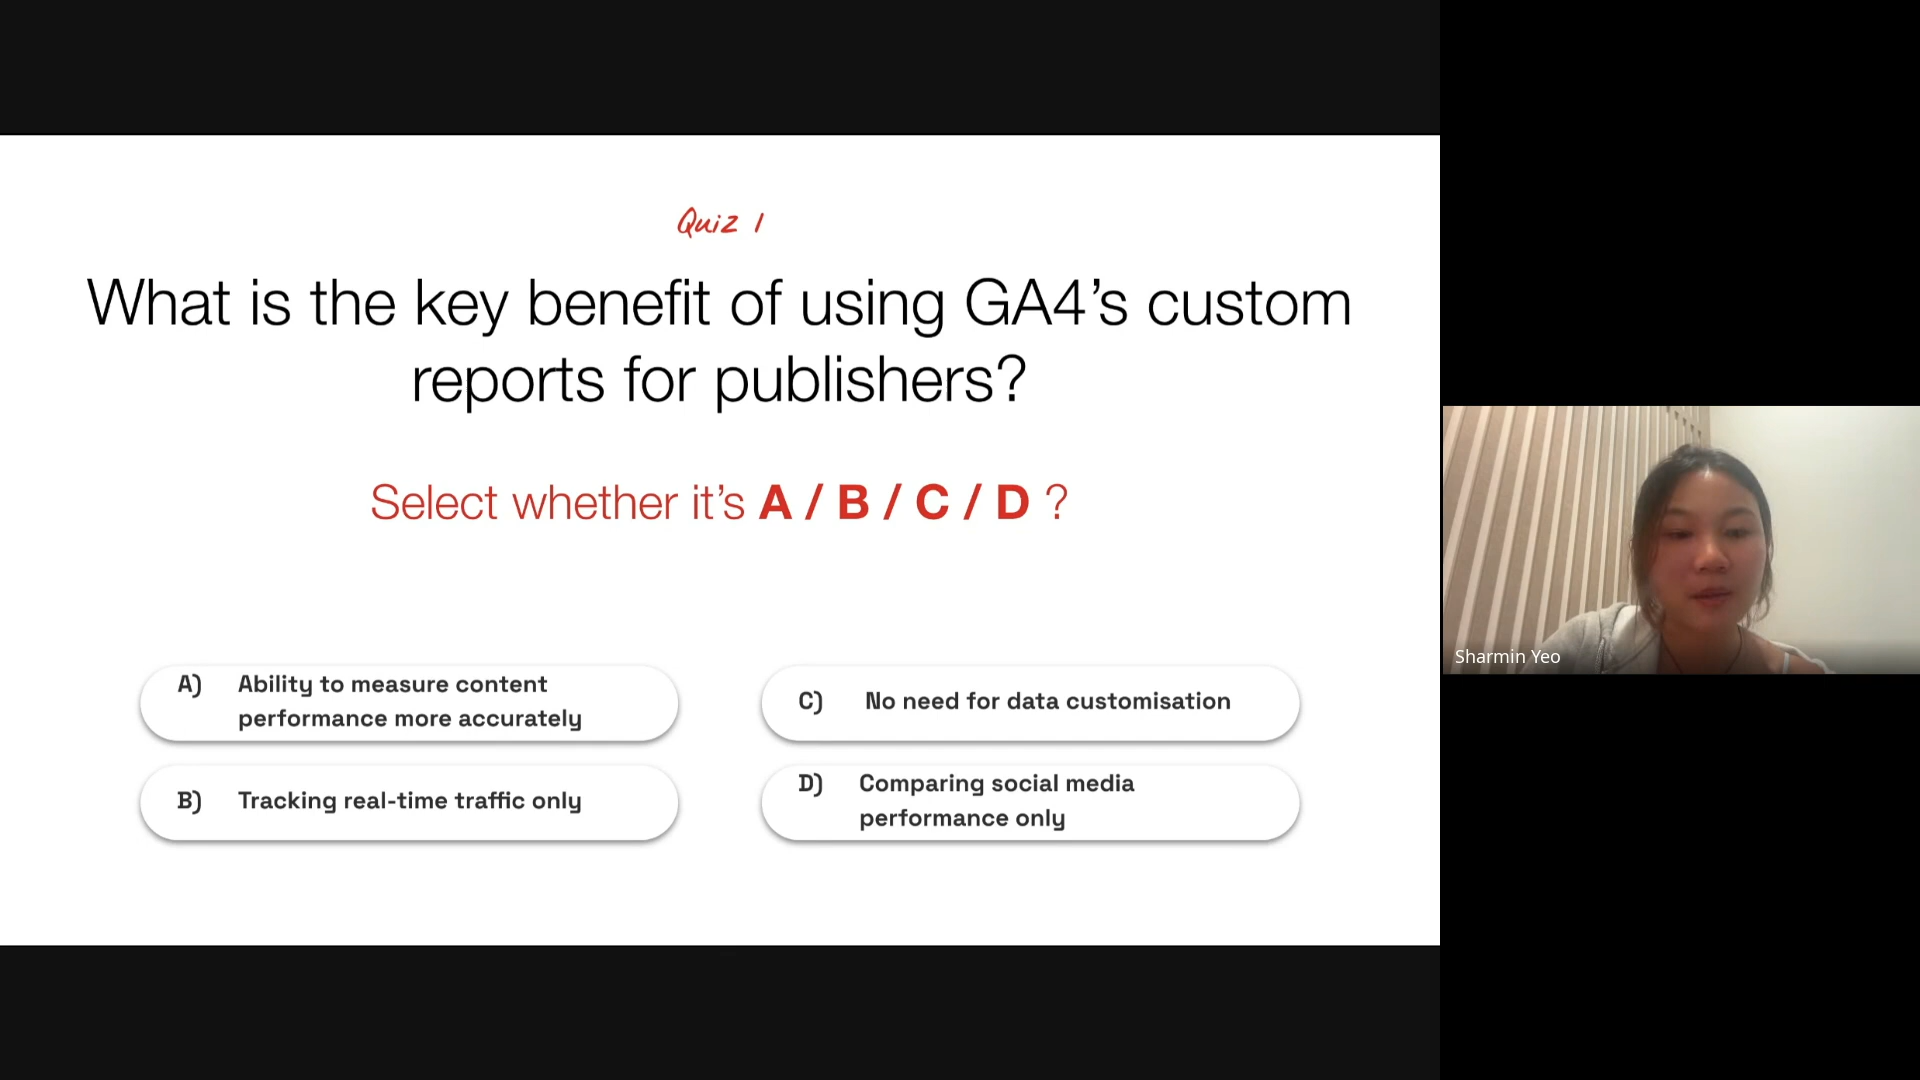 Quiz 1
What is the key benefit of using GA4’s custom
reports for publishers?
Select whether it’s A / B / C / D ?
A) Ability to measure content
performance more accurately
B) Tracking real-time traffic only
C) No need for data customisation
D) Comparing social media
performance only
Sharmin Yeo